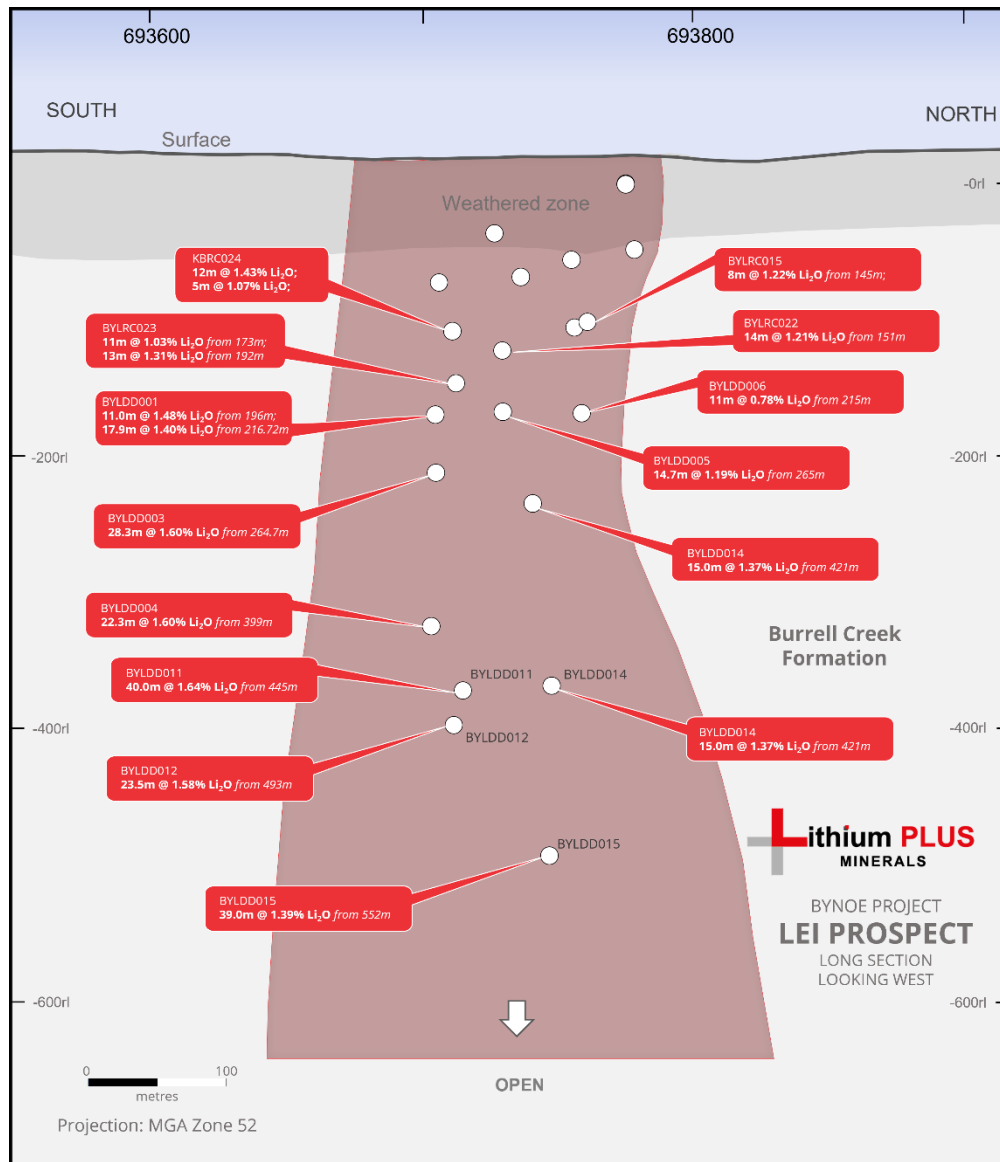 693600
693800
SOUTH
NORTH
Surface
-0rl
Weathered zone
KBRC024
12m @ 1.43% Li₂O;
5m @ 1.07% Li₂O;
BYLRC015
8m @ 1.22% Li₂O from 145m;
BYLRC023
11m @ 1.03% Li₂O from 173m;
13m @ 1.31% Li₂O from 192m
BYLRC022
14m @ 1.21% Li₂O from 151m
BYLDD001
11.0m @ 1.48% Li₂O from 196m;
17.9m @ 1.40% Li₂O from 216.72m
BYLDD006
11m @ 0.78% Li₂O from 215m
-200rl
-200rl
BYLDD005
14.7m @ 1.19% Li₂O from 265m
BYLDD003
28.3m @ 1.60% Li₂O from 264.7m
BYLDD014
15.0m @ 1.37% Li₂O from 421m
BYLDD004
22.3m @ 1.60% Li₂O from 399m
Burrell Creek
Formation
BYLDD011
40.0m @ 1.64% Li₂O from 445m
BYLDD011
BYLDD014
-400rl
-400rl
BYLDD012
BYLDD014
15.0m @ 1.37% Li₂O from 421m
BYLDD012
23.5m @ 1.58% Li₂O from 493m
Lithium PLUS
MINERALS
BYLDD015
BYLDD015
39.0m @ 1.39% Li₂O from 552m
BYNOE PROJECT
LEI PROSPECT
LONG SECTION
LOOKING WEST
-600rl
-600rl
0
100
metres
OPEN
Projection: MGA Zone 52